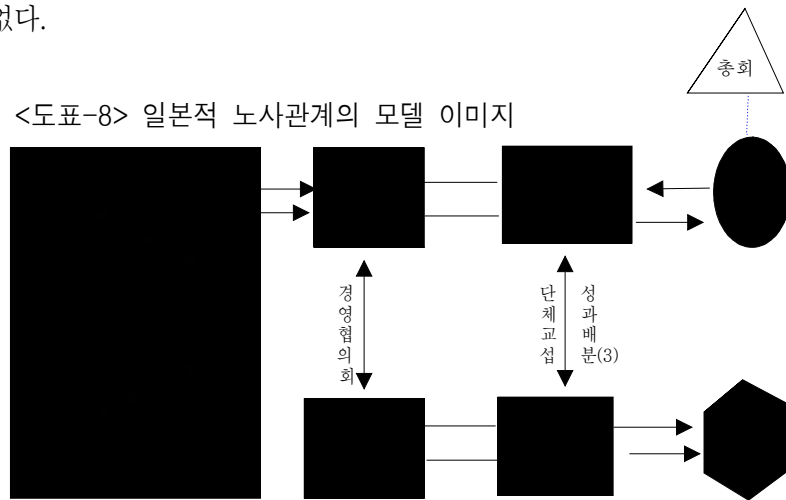 없다.
총회
<도표-8> 일본적 노사관계의 모델 이미지
경영협의회
단체교섭
성과배분(3)